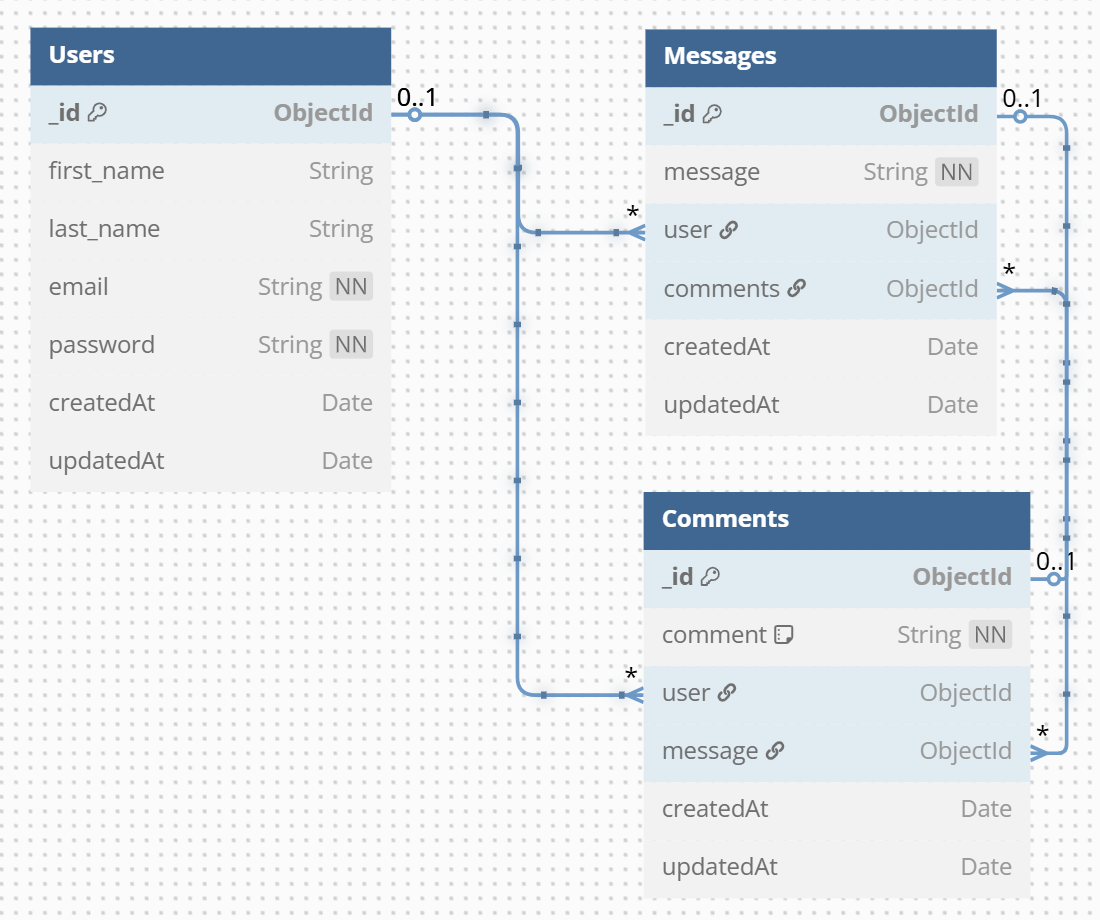 Users
_id ObjectId
first_name String
last_name String
email String NN
password String NN
createdAt Date
updatedAt Date
0..1
*
*
Messages
_id ObjectId
message String NN
user ObjectId
comments ObjectId
createdAt Date
updatedAt Date
0..1
*
Comments
_id ObjectId
comment String NN
user ObjectId
message ObjectId
createdAt Date
updatedAt Date
0..1
*